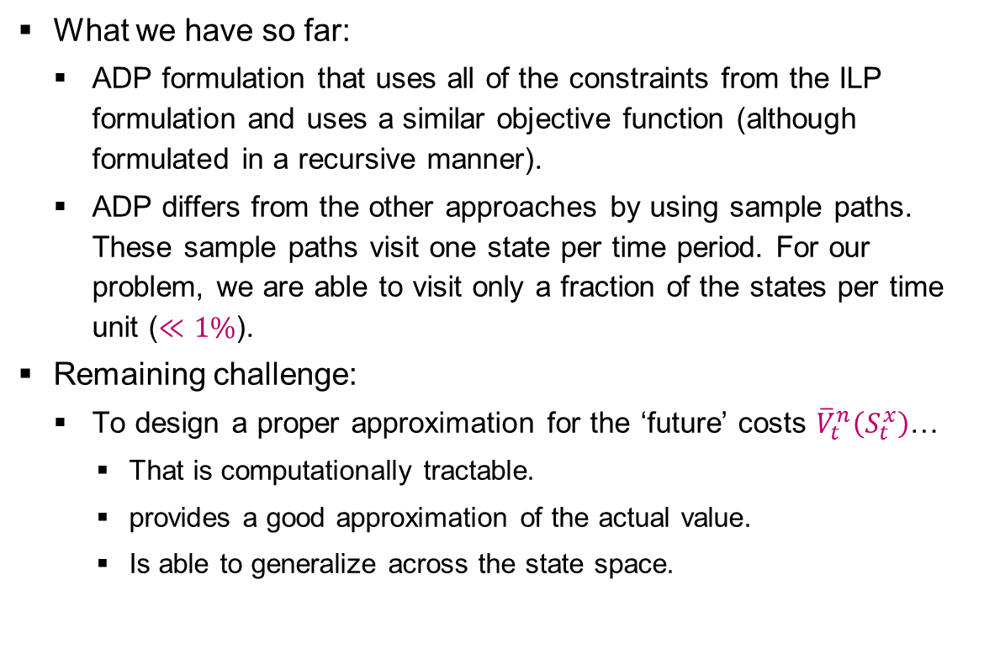 ▪ What we have so far:
▪ ADP formulation that uses all of the constraints from the ILP
formulation and uses a similar objective function (although
formulated in a recursive manner).
▪ ADP differs from the other approaches by using sample paths.
These sample paths visit one state per time period. For our
problem, we are able to visit only a fraction of the states per time
unit (≪ 1%).
▪ Remaining challenge:
▪ To design a proper approximation for the ‘future’ costs V̄ₜⁿ(Sₜˣ)…
▪ That is computationally tractable.
▪ provides a good approximation of the actual value.
▪ Is able to generalize across the state space.